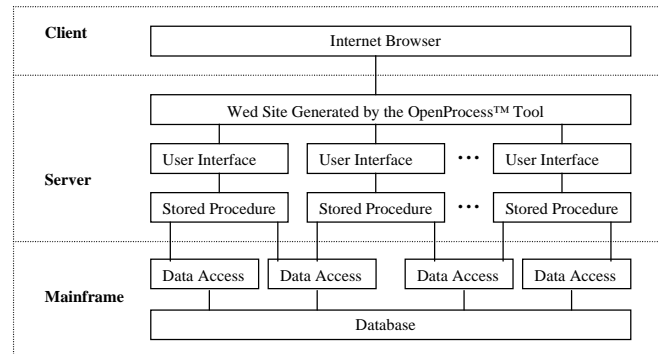 Client
Internet Browser
Wed Site Generated by the OpenProcess™ Tool
User Interface User Interface ••• User Interface
Server
Stored Procedure Stored Procedure ••• Stored Procedure
Data Access Data Access Data Access Data Access
Mainframe
Database